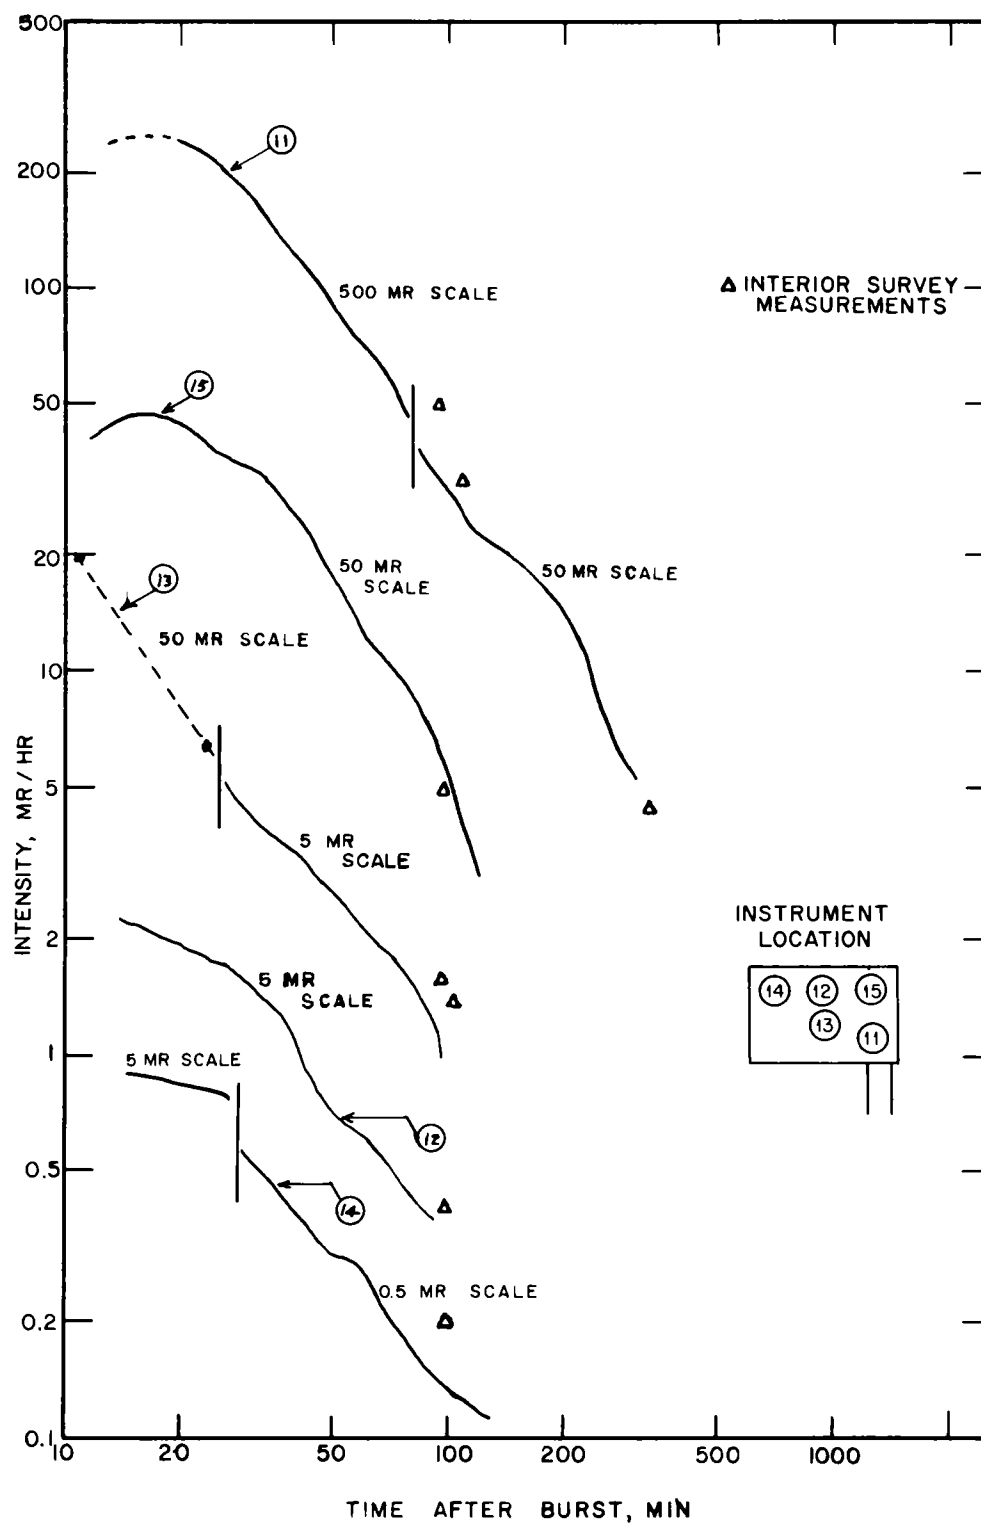 500
200
100
50
20
10
5
2
1
0.5
0.2
0.1
INTENSITY, MR/HR
11
500 MR SCALE
△ INTERIOR SURVEY
MEASUREMENTS
15
50 MR
SCALE
50 MR SCALE
13
50 MR SCALE
5 MR
SCALE
5 MR
SCALE
5 MR SCALE
12
14
0.5 MR SCALE
INSTRUMENT
LOCATION
14 12 15
13
11
10 20 50 100 200 500 1000
TIME AFTER BURST, MIN